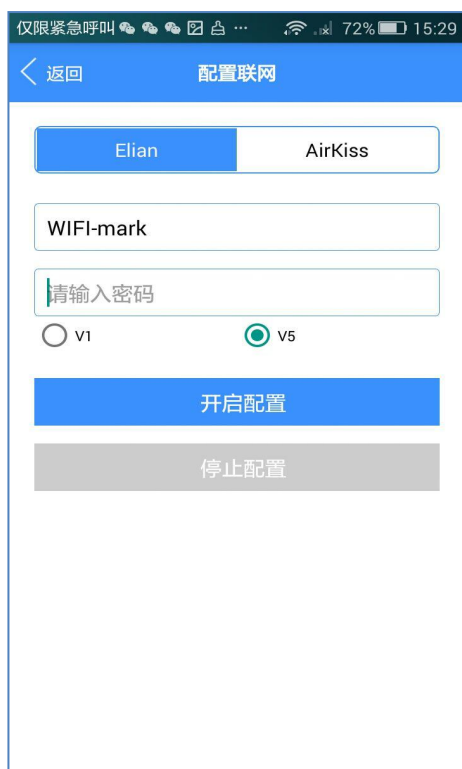 仅限紧急呼叫 ... 72% 15:29
返回 配置联网
Elian AirKiss
WIFI-mark
请输入密码
V1 V5
开启配置
停止配置